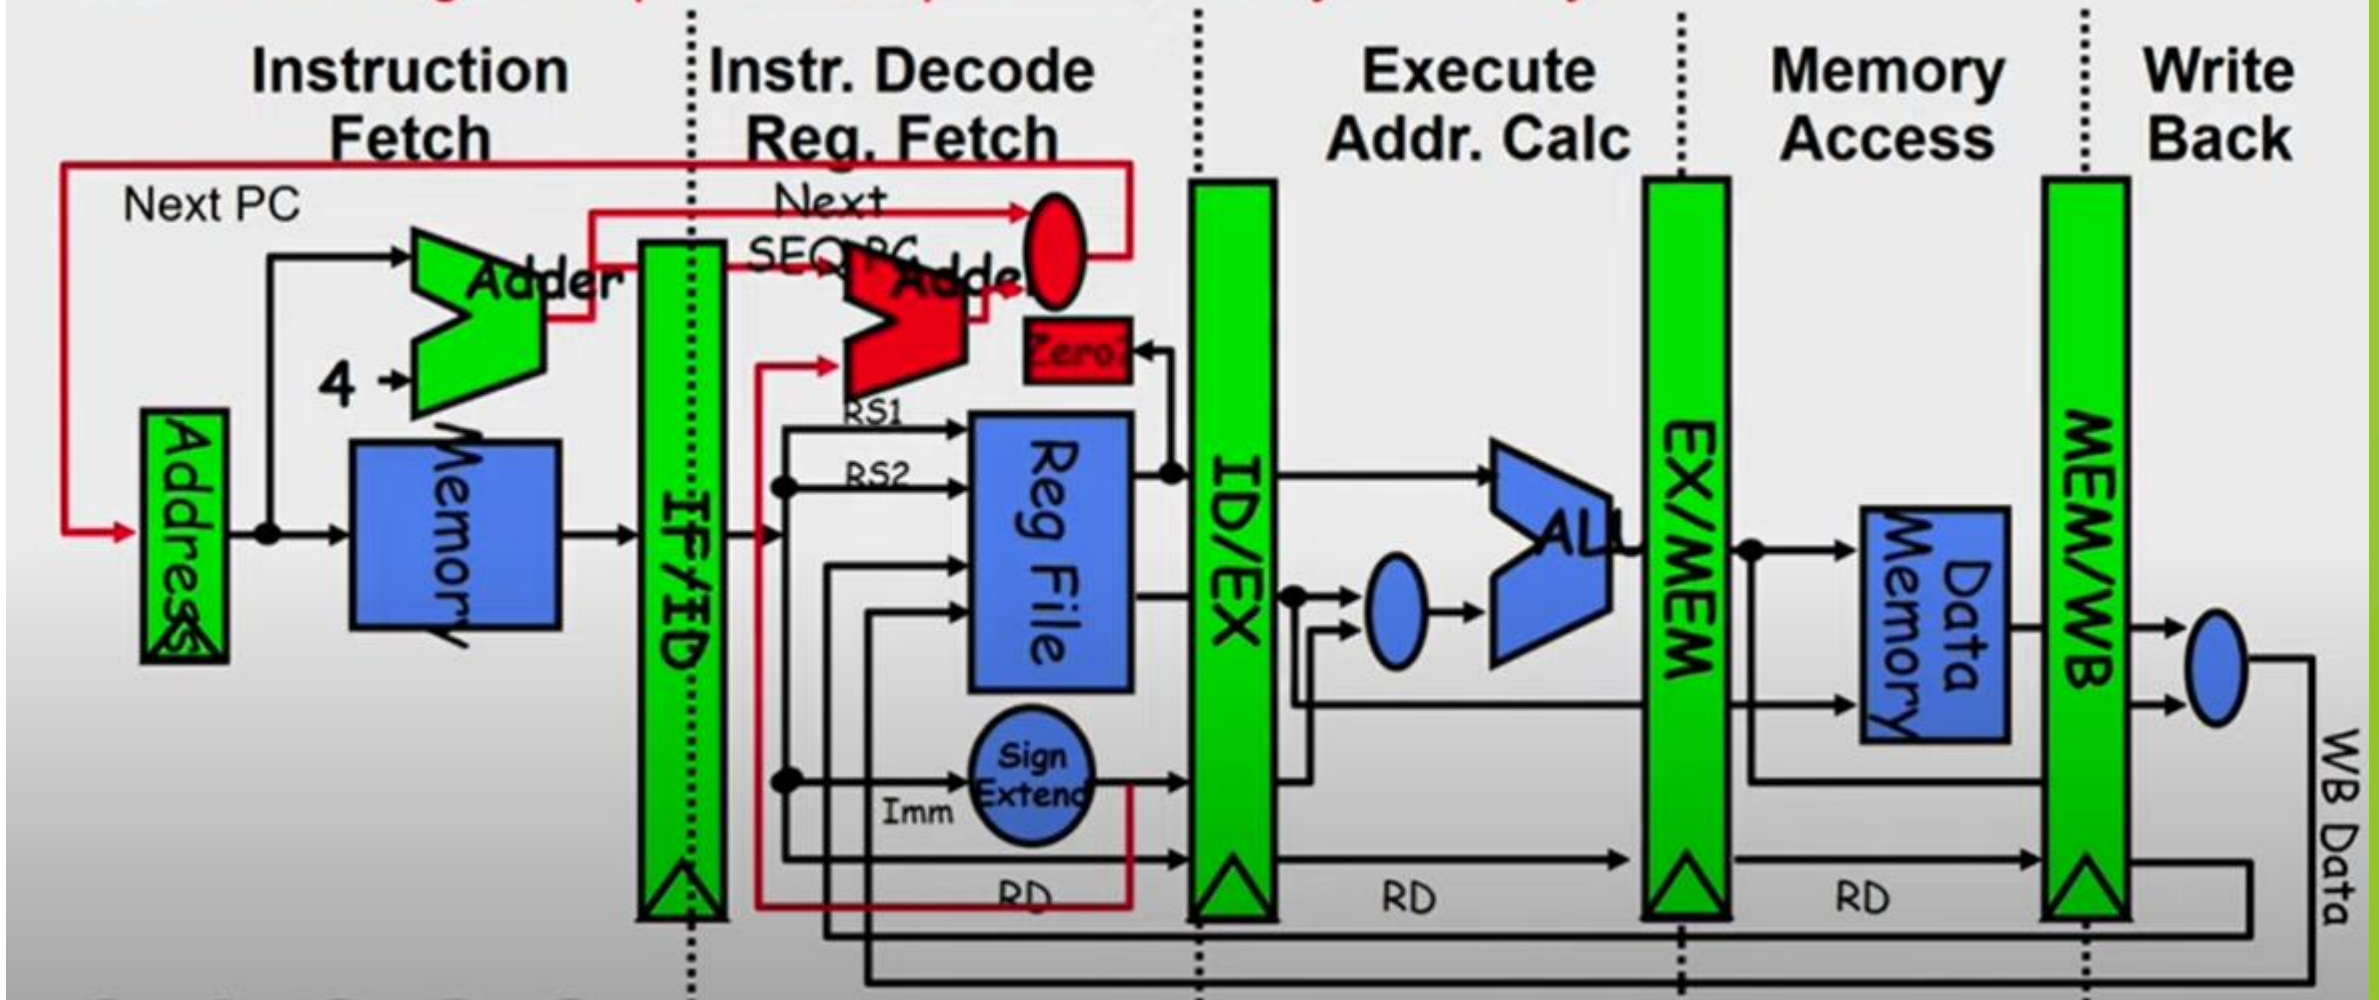 Instruction
Fetch
Instr. Decode
Reg. Fetch
Execute
Addr. Calc
Memory
Access
Write
Back
Next PC
Next
SEQ PC
Adder
Adder
4
Zero?
RS1
RS2
Address
Memory
IF/ID
Reg File
ID/EX
ALU
EX/MEM
Data
Memory
MEM/WB
Sign
Extend
Imm
WB Data
RD
RD
RD